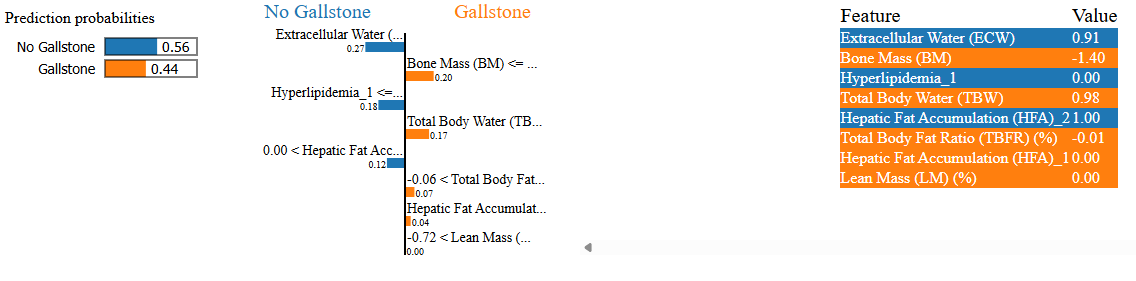 Prediction probabilities
No Gallstone 0.56
Gallstone 0.44
No Gallstone Gallstone
Extracellular Water (...
0.27
Bone Mass (BM) <= ...
0.20
Hyperlipidemia_1 <=...
0.18
Total Body Water (TB...
0.17
0.00 < Hepatic Fat Acc...
0.12
-0.06 < Total Body Fat...
0.07
Hepatic Fat Accumulat...
0.04
-0.72 < Lean Mass (...
0.00
Feature Value
Extracellular Water (ECW) 0.91
Bone Mass (BM) -1.40
Hyperlipidemia_1 0.00
Total Body Water (TBW) 0.98
Hepatic Fat Accumulation (HFA)_2 1.00
Total Body Fat Ratio (TBFR) (%) -0.01
Hepatic Fat Accumulation (HFA)_1 0.00
Lean Mass (LM) (%) 0.00